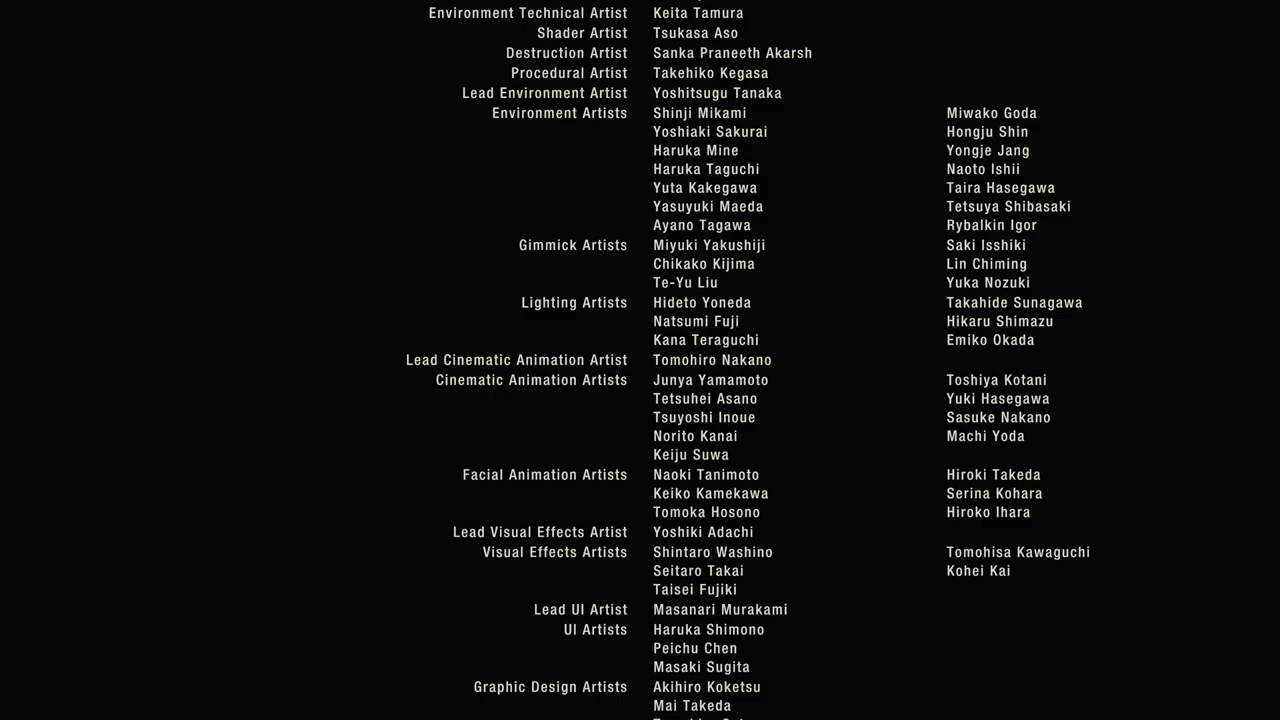 Environment Technical Artist Keita Tamura
Shader Artist Tsukasa Aso
Destruction Artist Sanka Praneeth Akarsh
Procedural Artist Takehiko Kegasa
Lead Environment Artist Yoshitsugu Tanaka
Environment Artists Shinji Mikami Miwako Goda
Yoshiaki Sakurai Hongju Shin
Haruka Mine Yongje Jang
Haruka Taguchi Naoto Ishii
Yuta Kakegawa Taira Hasegawa
Yasuyuki Maeda Tetsuya Shibasaki
Ayano Tagawa Rybalkin Igor
Gimmick Artists Miyuki Yakushiji Saki Isshiki
Chikako Kijima Lin Chiming
Te-Yu Liu Yuka Nozuki
Lighting Artists Hideto Yoneda Takahide Sunagawa
Natsumi Fuji Hikaru Shimazu
Kana Teraguchi Emiko Okada
Lead Cinematic Animation Artist Tomohiro Nakano
Cinematic Animation Artists Junya Yamamoto Toshiya Kotani
Tetsuhei Asano Yuki Hasegawa
Tsuyoshi Inoue Sasuke Nakano
Norito Kanai Machi Yoda
Keiju Suwa
Facial Animation Artists Naoki Tanimoto Hiroki Takeda
Keiko Kamekawa Serina Kohara
Tomoka Hosono Hiroko Ihara
Lead Visual Effects Artist Yoshiki Adachi
Visual Effects Artists Shintaro Washino Tomohisa Kawaguchi
Seitaro Takai Kohei Kai
Taisei Fujiki
Lead UI Artist Masanari Murakami
UI Artists Haruka Shimono
Peichu Chen
Masaki Sugita
Graphic Design Artists Akihiro Koketsu
Mai Takeda